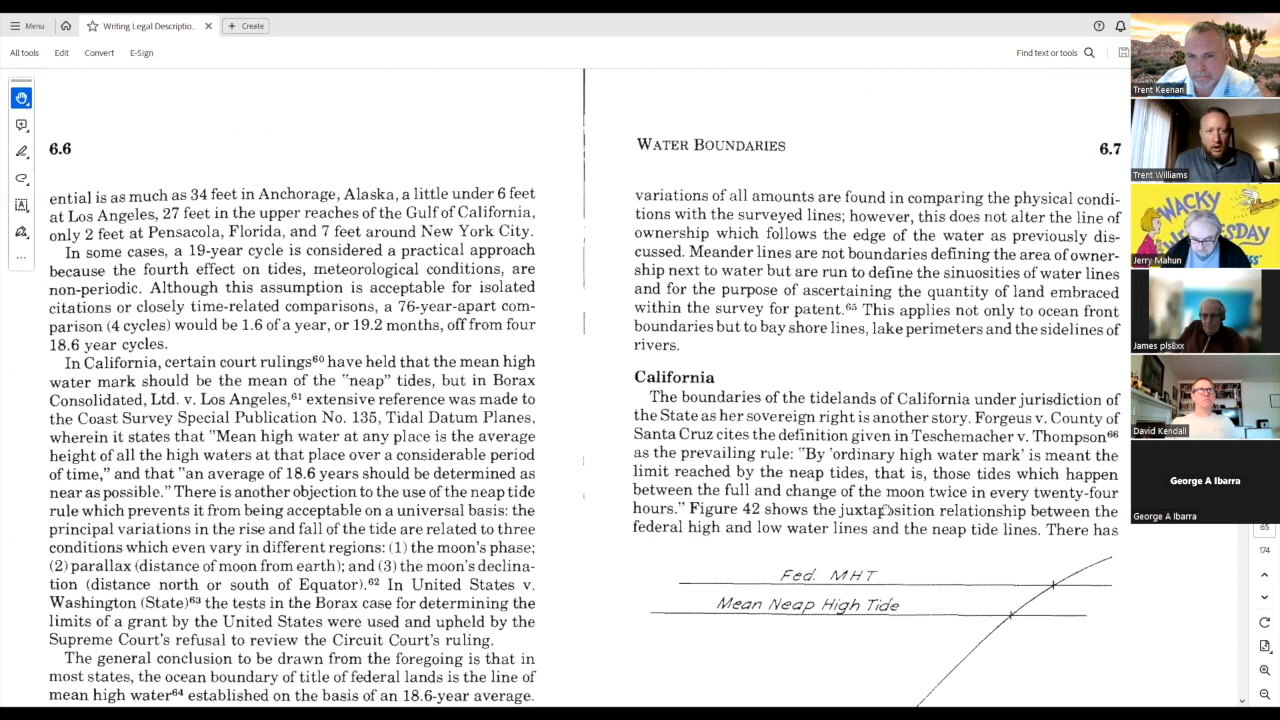 Menu
Writing Legal Descriptio...
Create
All tools
Edit
Convert
E-Sign
Find text or tools
6.6
ential is as much as 34 feet in Anchorage, Alaska, a little under 6 feet
at Los Angeles, 27 feet in the upper reaches of the Gulf of California,
only 2 feet at Pensacola, Florida, and 7 feet around New York City.
In some cases, a 19-year cycle is considered a practical approach
because the fourth effect on tides, meteorological conditions, are
non-periodic. Although this assumption is acceptable for isolated
citations or closely time-related comparisons, a 76-year-apart com-
parison (4 cycles) would be 1.6 of a year, or 19.2 months, off from four
18.6 year cycles.
In California, certain court rulings⁶⁰ have held that the mean high
water mark should be the mean of the "neap" tides, but in Borax
Consolidated, Ltd. v. Los Angeles,⁶¹ extensive reference was made to
the Coast Survey Special Publication No. 135, Tidal Datum Planes,
wherein it states that "Mean high water at any place is the average
height of all the high waters at that place over a considerable period
of time," and that "an average of 18.6 years should be determined as
near as possible." There is another objection to the use of the neap tide
rule which prevents it from being acceptable on a universal basis: the
principal variations in the rise and fall of the tide are related to three
conditions which even vary in different regions: (1) the moon's phase;
(2) parallax (distance of moon from earth); and (3) the moon's declina-
tion (distance north or south of Equator).⁶² In United States v.
Washington (State)⁶³ the tests in the Borax case for determining the
limits of a grant by the United States were used and upheld by the
Supreme Court's refusal to review the Circuit Court's ruling.
The general conclusion to be drawn from the foregoing is that in
most states, the ocean boundary of title of federal lands is the line of
mean high water⁶⁴ established on the basis of an 18.6-year average.
WATER BOUNDARIES
6.7
variations of all amounts are found in comparing the physical condi-
tions with the surveyed lines; however, this does not alter the line of
ownership which follows the edge of the water as previously dis-
cussed. Meander lines are not boundaries defining the area of owner-
ship next to water but are run to define the sinuosities of water lines
and for the purpose of ascertaining the quantity of land embraced
within the survey for patent.⁶⁵ This applies not only to ocean front
boundaries but to bay shore lines, lake perimeters and the sidelines of
rivers.
California
The boundaries of the tidelands of California under jurisdiction of
the State as her sovereign right is another story. Forgeus v. County of
Santa Cruz cites the definition given in Teschemacher v. Thompson⁶⁶
as the prevailing rule: "By 'ordinary high water mark' is meant the
limit reached by the neap tides, that is, those tides which happen
between the full and change of the moon twice in every twenty-four
hours." Figure 42 shows the juxtaposition relationship between the
federal high and low water lines and the neap tide lines. There has
Fed. MHT
Mean Neap High Tide
Trent Keenan
Trent Williams
WACKY
Jerry Mahun
James pls8xx
David Kendall
George A Ibarra
George A Ibarra
65
174